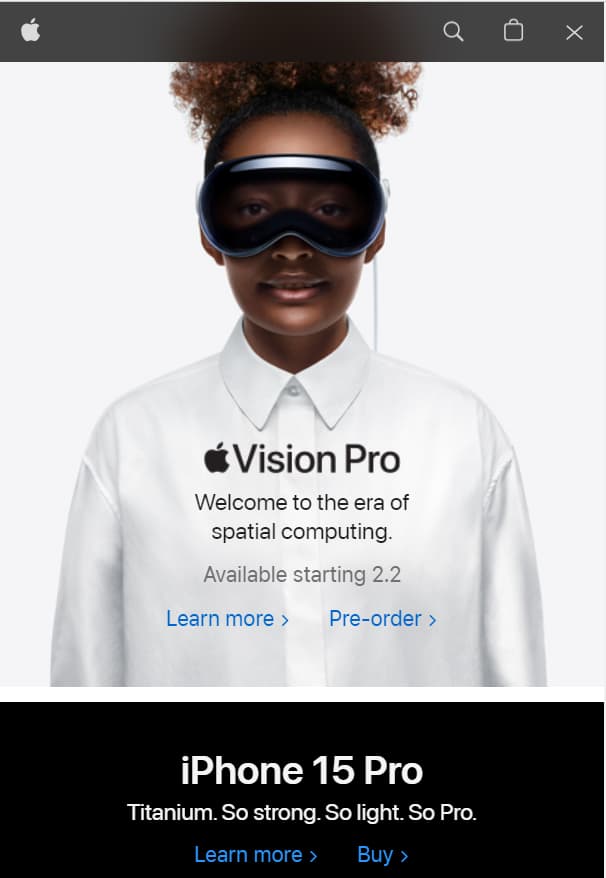 Vision Pro
Welcome to the era of
spatial computing.
Available starting 2.2
Learn more >
Pre-order >
iPhone 15 Pro
Titanium. So strong. So light. So Pro.
Learn more >
Buy >